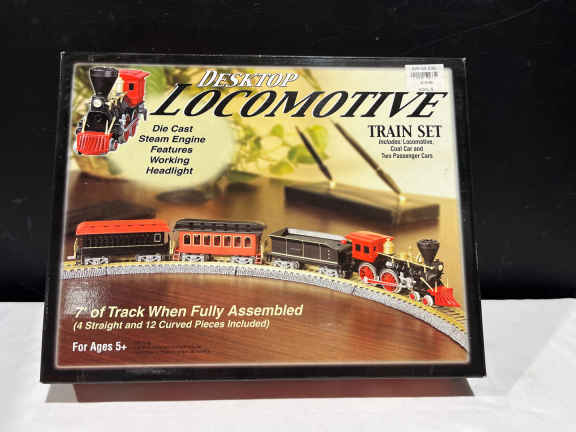 DESKTOP
LOCOMOTIVE
TRAIN SET
Includes: Locomotive,
Coal Car and
Two Passenger Cars
Die Cast
Steam Engine
Features
Working
Headlight
7' of Track When Fully Assembled
(4 Straight and 12 Curved Pieces Included)
For Ages 5+